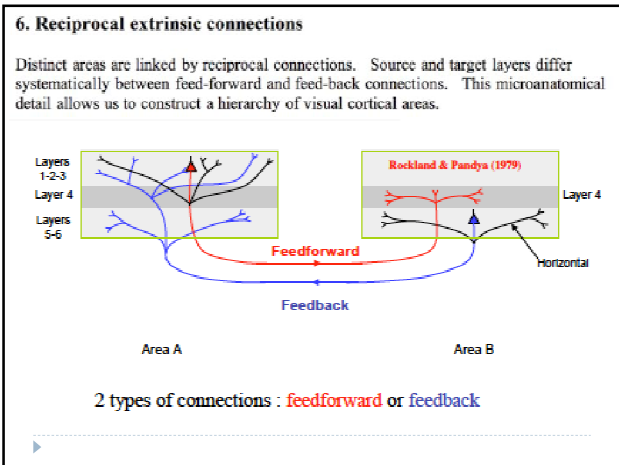 6. Reciprocal extrinsic connections
Distinct areas are linked by reciprocal connections. Source and target layers differ
systematically between feed-forward and feed-back connections. This microanatomical
detail allows us to construct a hierarchy of visual cortical areas.
Layers
1-2-3
Layer 4
Layers
5-6
Rockland & Pandya (1979)
Layer 4
Feedforward
Horizontal
Feedback
Area A
Area B
2 types of connections : feedforward or feedback